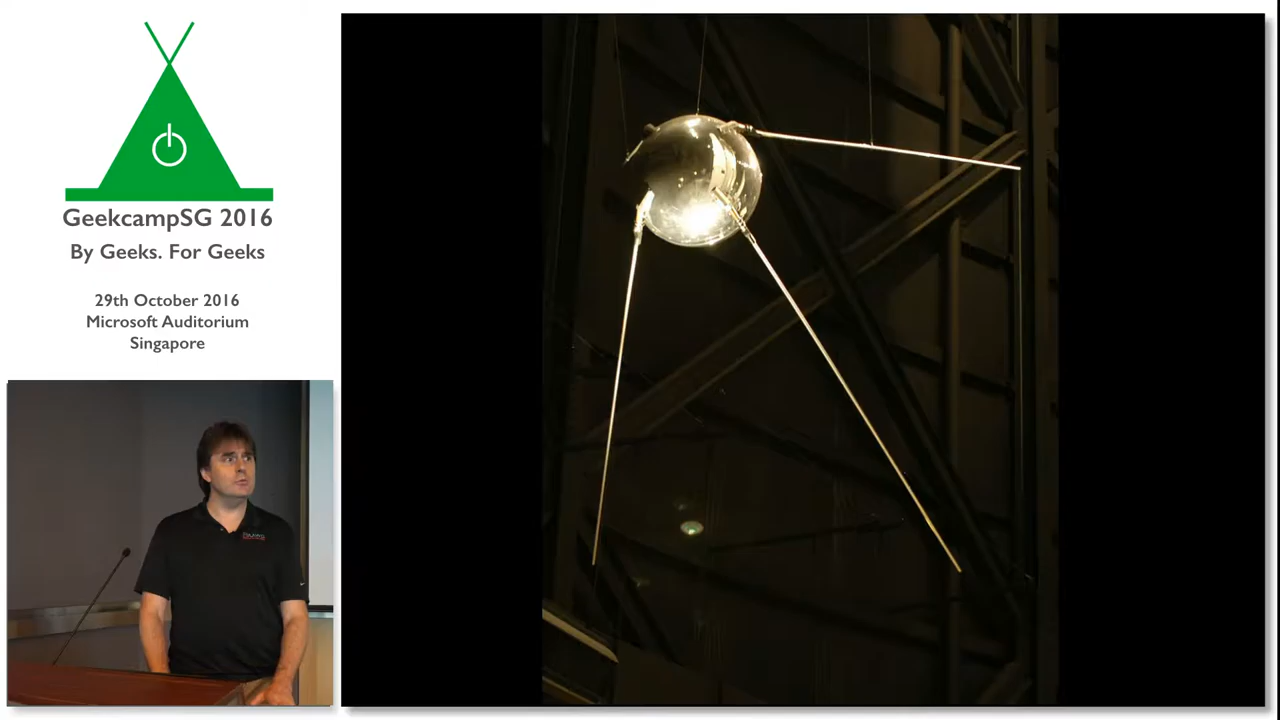 GeekcampSG 2016
By Geeks. For Geeks
29th October 2016
Microsoft Auditorium
Singapore